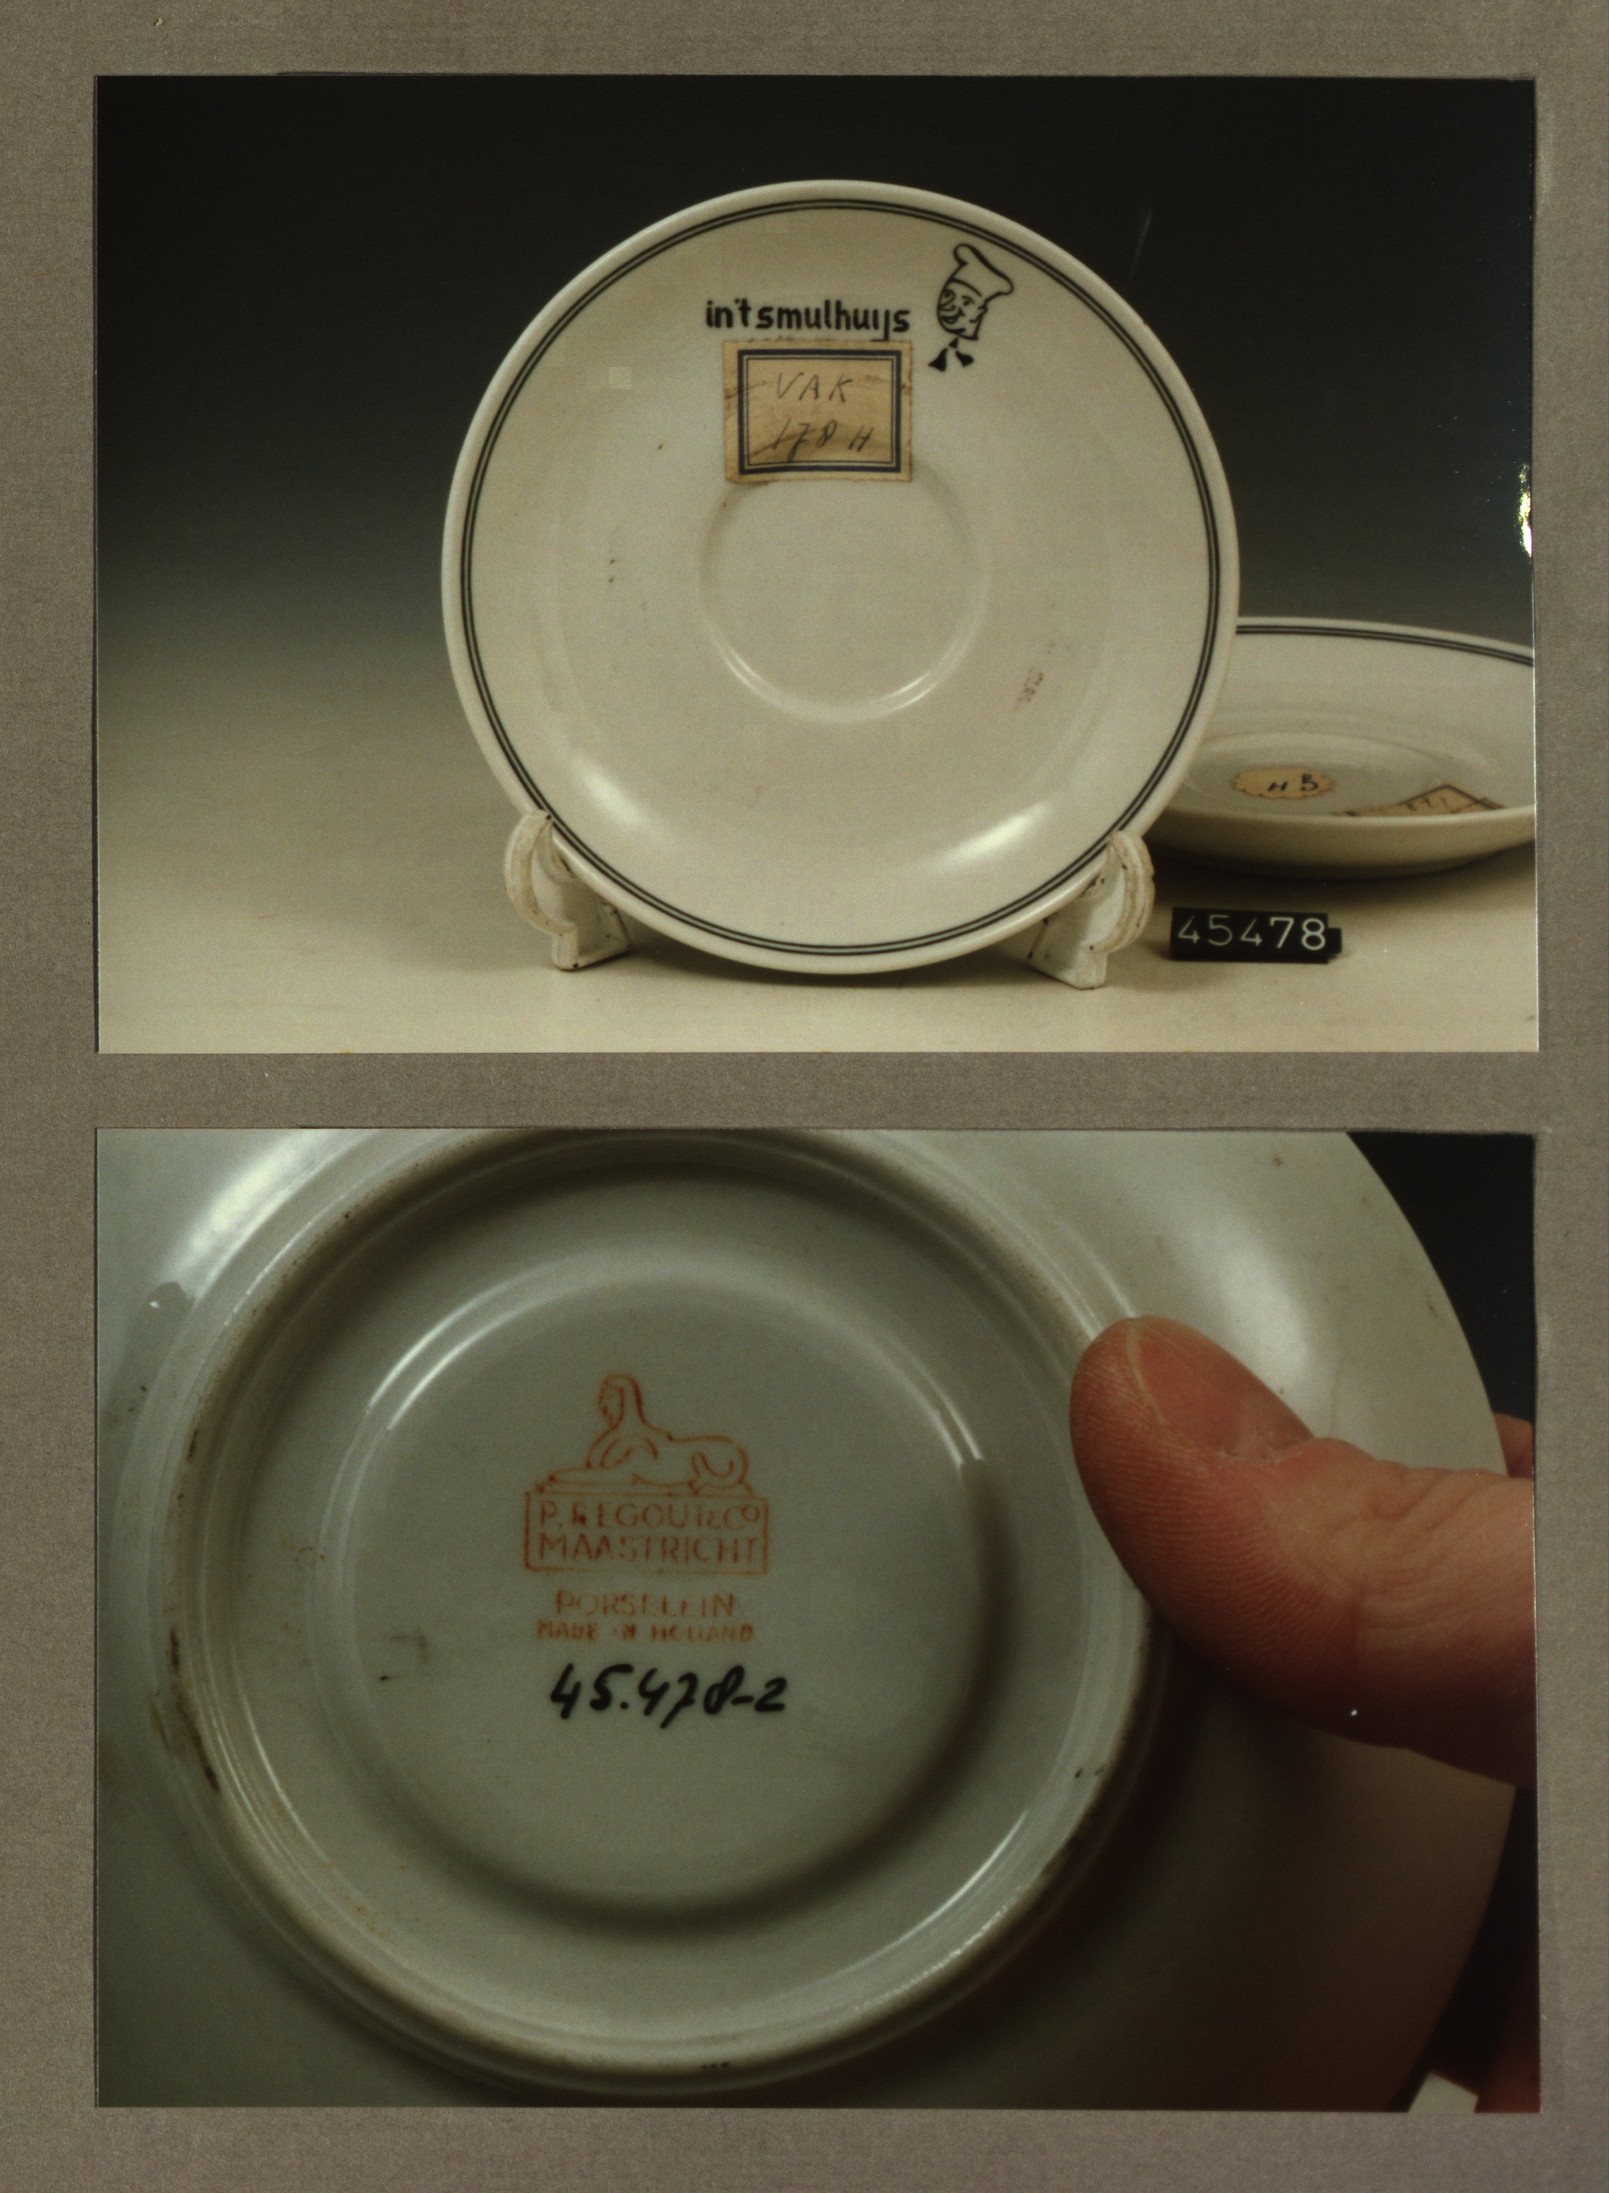 in't smulhuys
VAK
178 H
H B
45478
P. REGOUT & CO
MAASTRICHT
PORSELEIN
MADE IN HOLLAND
45.478-2